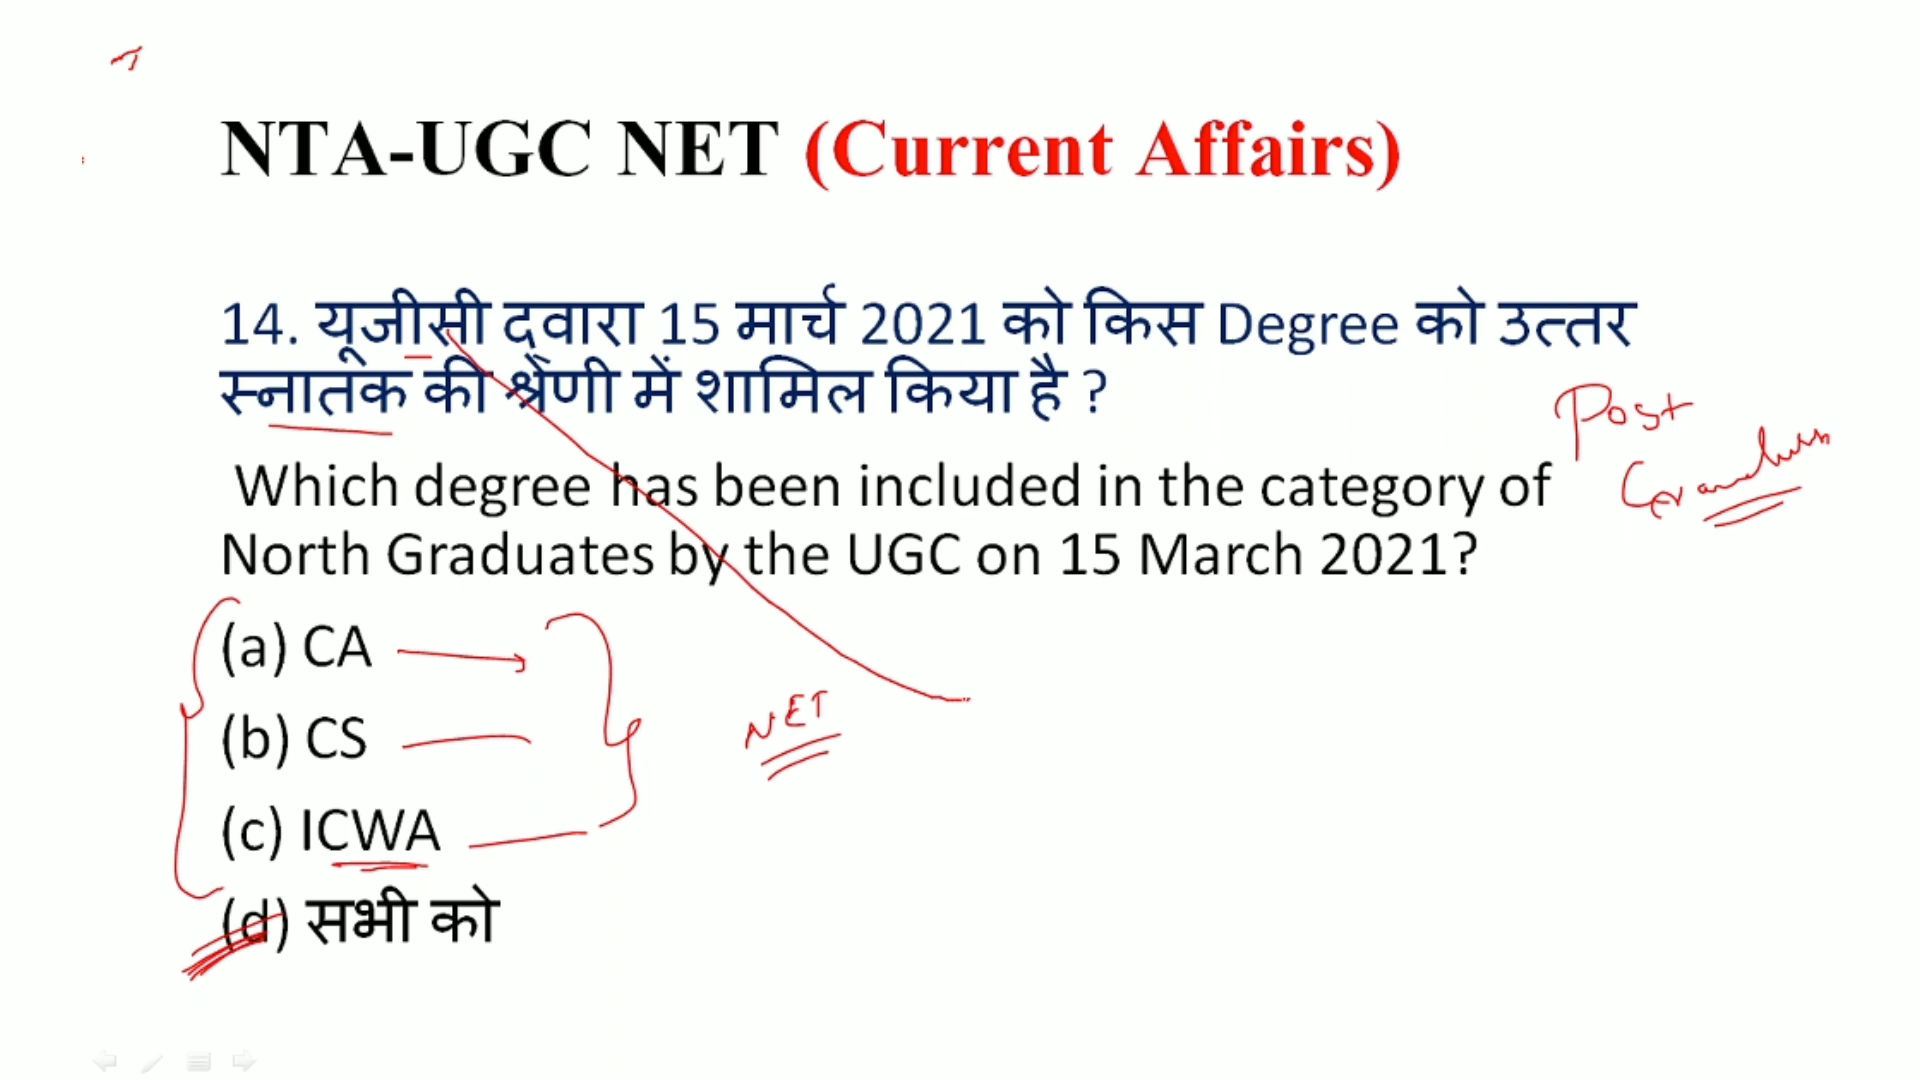 NTA-UGC NET (Current Affairs)
14. यूजीसी द्वारा 15 मार्च 2021 को किस Degree को उत्तर
स्नातक की श्रेणी में शामिल किया है ?
Post
Which degree has been included in the category of
North Graduates by the UGC on 15 March 2021?
(a) CA
NET
(b) CS
(c) ICWA
(d) सभी को